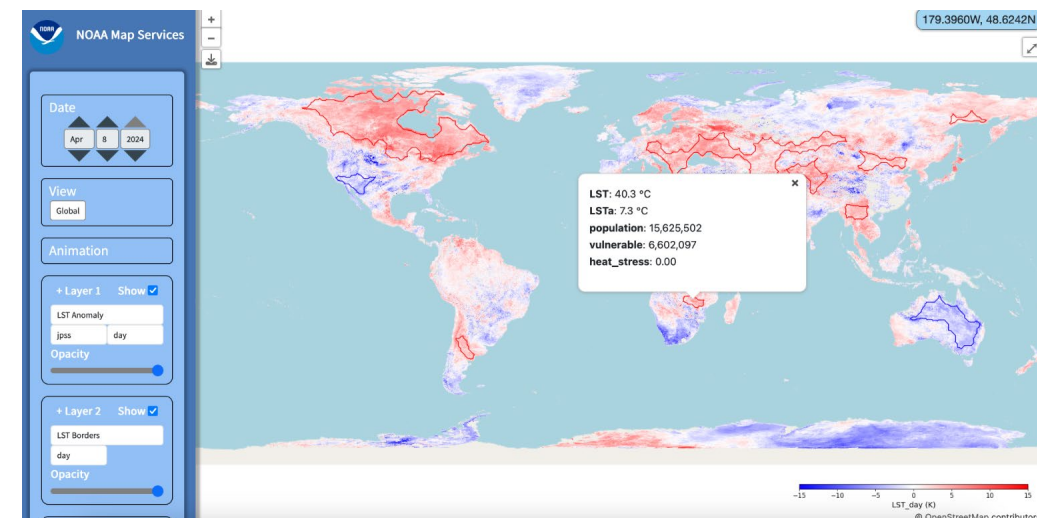 NOAA
NOAA Map Services
Date
Apr 8 2024
View
Global
Animation
+ Layer 1 Show
LST Anomaly
jpss day
Opacity
+ Layer 2 Show
LST Borders
day
Opacity
+
−
179.3960W, 48.6242N
×
LST: 40.3 °C
LSTa: 7.3 °C
population: 15,625,502
vulnerable: 6,602,097
heat_stress: 0.00
−15 −10 −5 0 5 10 15
LST_day (K)
© OpenStreetMap contributor